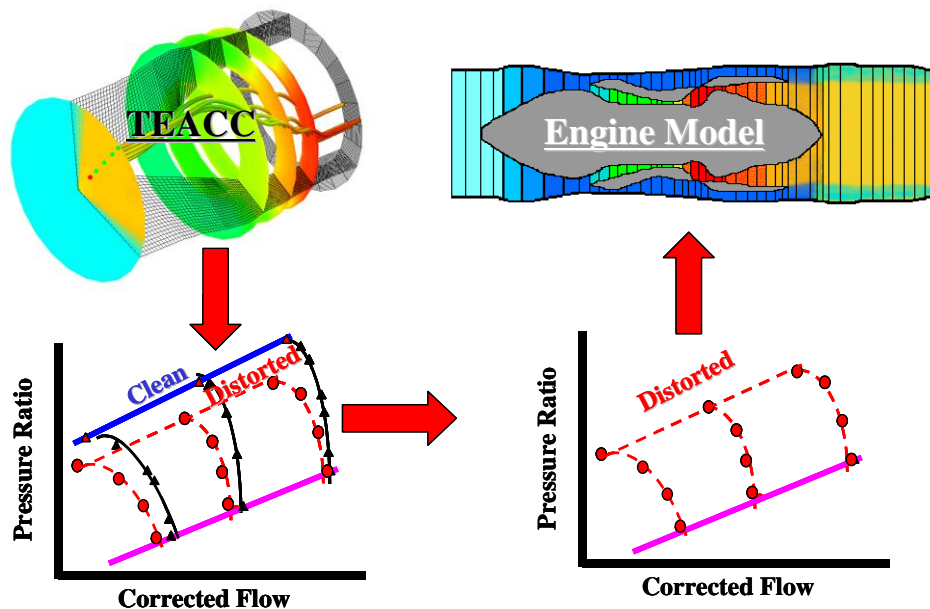 TEACC
Engine Model
Clean
Distorted
Pressure Ratio
Corrected Flow
Distorted
Pressure Ratio
Corrected Flow